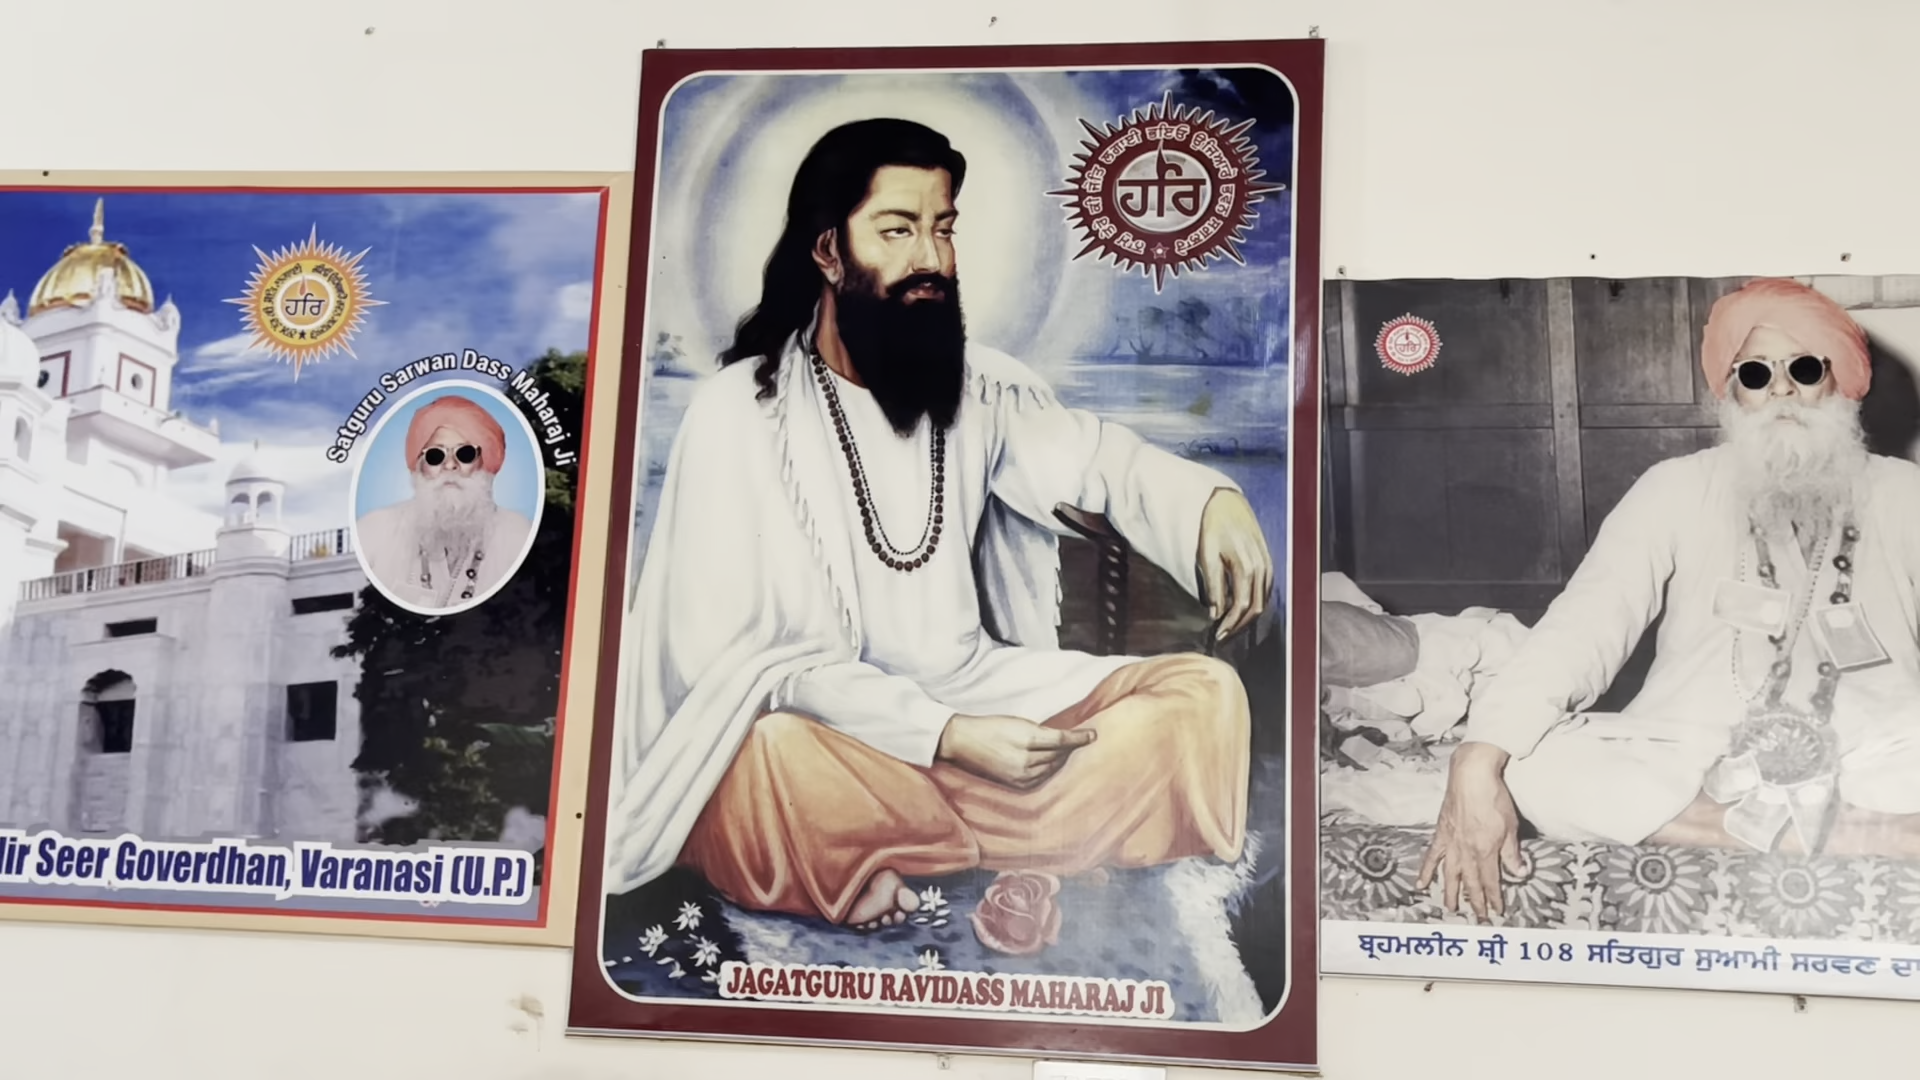 ਹਰਿ
Satguru Sarwan Dass Maharaj Ji
Seer Goverdhan, Varanasi (U.P.)
ਹਰਿ
JAGATGURU RAVIDASS MAHARAJ JI
ਹਰਿ
ਬ੍ਰਹਮਲੀਨ ਸ਼੍ਰੀ 108 ਸਤਿਗੁਰ ਸੁਆਮੀ ਸਰਵਣ